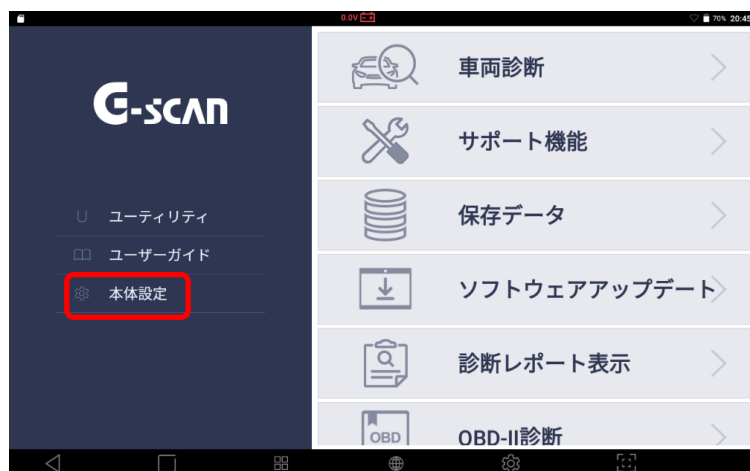 0.0V
70% 20:45
G-scan
ユーティリティ
ユーザーガイド
本体設定
車両診断
サポート機能
保存データ
ソフトウェアアップデート
診断レポート表示
OBD
OBD-II診断